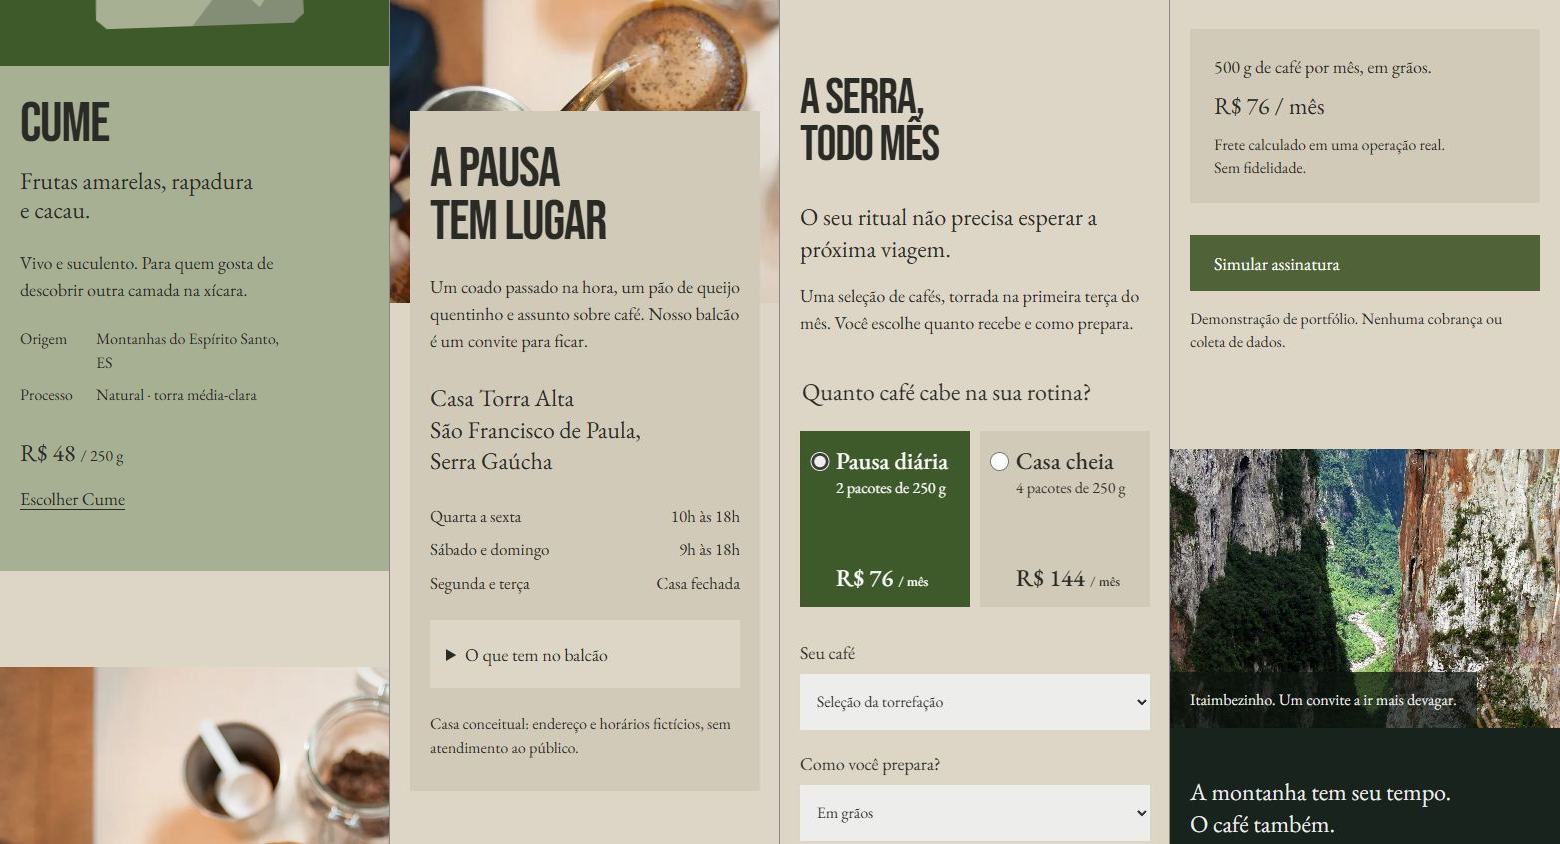 CUME
Frutas amarelas, rapadura
e cacau.
Vivo e suculento. Para quem gosta de
descobrir outra camada na xícara.
Origem Montanhas do Espírito Santo,
ES
Processo Natural · torra média-clara
R$ 48 / 250 g
Escolher Cume
A PAUSA
TEM LUGAR
Um coado passado na hora, um pão de queijo
quentinho e assunto sobre café. Nosso balcão
é um convite para ficar.
Casa Torra Alta
São Francisco de Paula,
Serra Gaúcha
Quarta a sexta 10h às 18h
Sábado e domingo 9h às 18h
Segunda e terça Casa fechada
O que tem no balcão
Casa conceitual: endereço e horários fictícios, sem
atendimento ao público.
A SERRA,
TODO MÊS
O seu ritual não precisa esperar a
próxima viagem.
Uma seleção de cafés, torrada na primeira terça do
mês. Você escolhe quanto recebe e como prepara.
Quanto café cabe na sua rotina?
Pausa diária
2 pacotes de 250 g
R$ 76 / mês
Casa cheia
4 pacotes de 250 g
R$ 144 / mês
Seu café
Seleção da torrefação
Como você prepara?
Em grãos
500 g de café por mês, em grãos.
R$ 76 / mês
Frete calculado em uma operação real.
Sem fidelidade.
Simular assinatura
Demonstração de portfólio. Nenhuma cobrança ou
coleta de dados.
Itaimbezinho. Um convite a ir mais devagar.
A montanha tem seu tempo.
O café também.